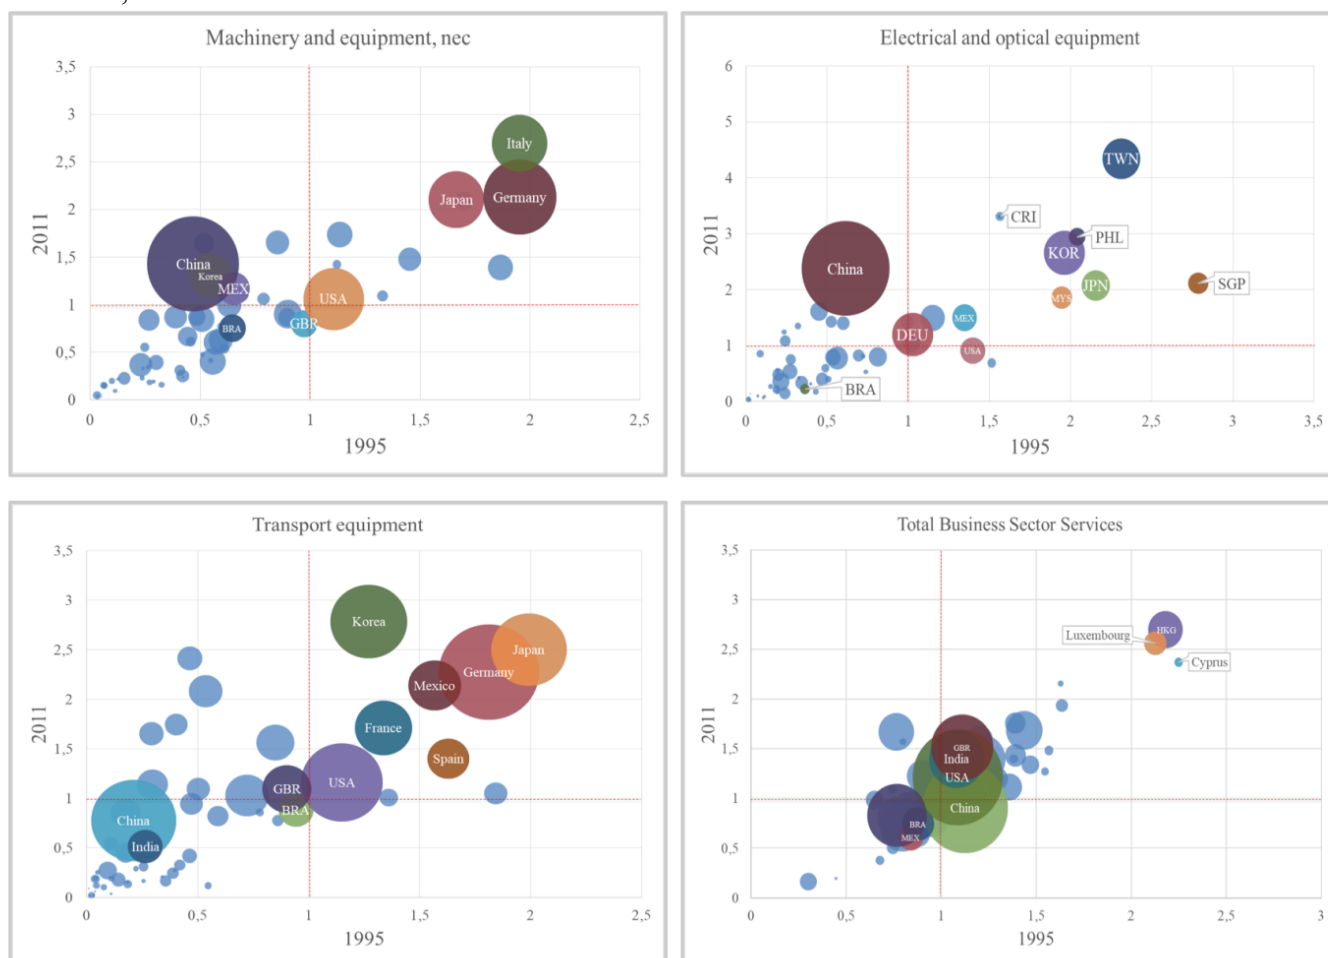 Machinery and equipment, nec
3,5
3
2,5
2
1,5
1
0,5
0
2011
Italy
Japan
Germany
China
Korea
MEX
USA
GBR
BRA
0
0,5
1
1,5
2
2,5
1995
Electrical and optical equipment
6
5
4
3
2
1
0
2011
TWN
CRI
PHL
KOR
China
SGP
JPN
MYS
MEX
DEU
USA
BRA
0
0,5
1
1,5
2
2,5
3
3,5
1995
Transport equipment
3,5
3
2,5
2
1,5
1
0,5
0
2011
Korea
Japan
Germany
Mexico
France
Spain
USA
GBR
BRA
China
India
0
0,5
1
1,5
2
2,5
1995
Total Business Sector Services
3,5
3
2,5
2
1,5
1
0,5
0
2011
HKG
Luxembourg
Cyprus
GBR
India
USA
China
BRA
MEX
0
0,5
1
1,5
2
2,5
3
1995